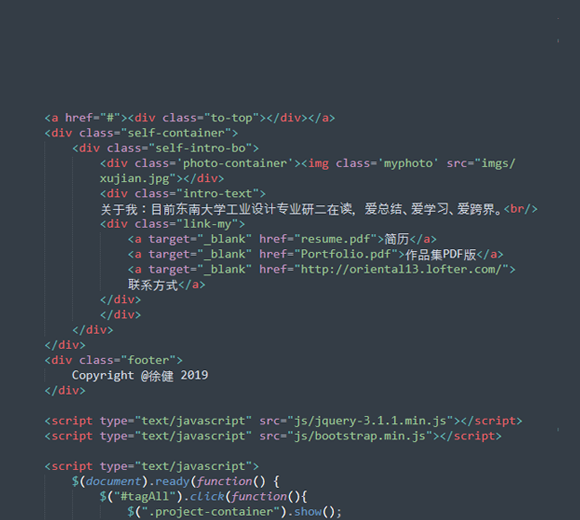 <a href="#"><div class="to-top"></div></a>
<div class="self-container">
<div class="self-intro-bo">
<div class='photo-container'><img class='myphoto' src="imgs/
xujian.jpg"></div>
<div class="intro-text">
关于我：目前东南大学工业设计专业研二在读，爱总结、爱学习、爱跨界。<br/>
<div class="link-my">
<a target="_blank" href="resume.pdf">简历</a>
<a target="_blank" href="Portfolio.pdf">作品集PDF版</a>
<a target="_blank" href="http://oriental13.lofter.com/">
联系方式</a>
</div>
</div>
</div>
</div>
<div class="footer">
Copyright @徐健 2019
</div>
<script type="text/javascript" src="js/jquery-3.1.1.min.js"></script>
<script type="text/javascript" src="js/bootstrap.min.js"></script>
<script type="text/javascript">
$(document).ready(function() {
$("#tagAll").click(function(){
$(".project-container").show();